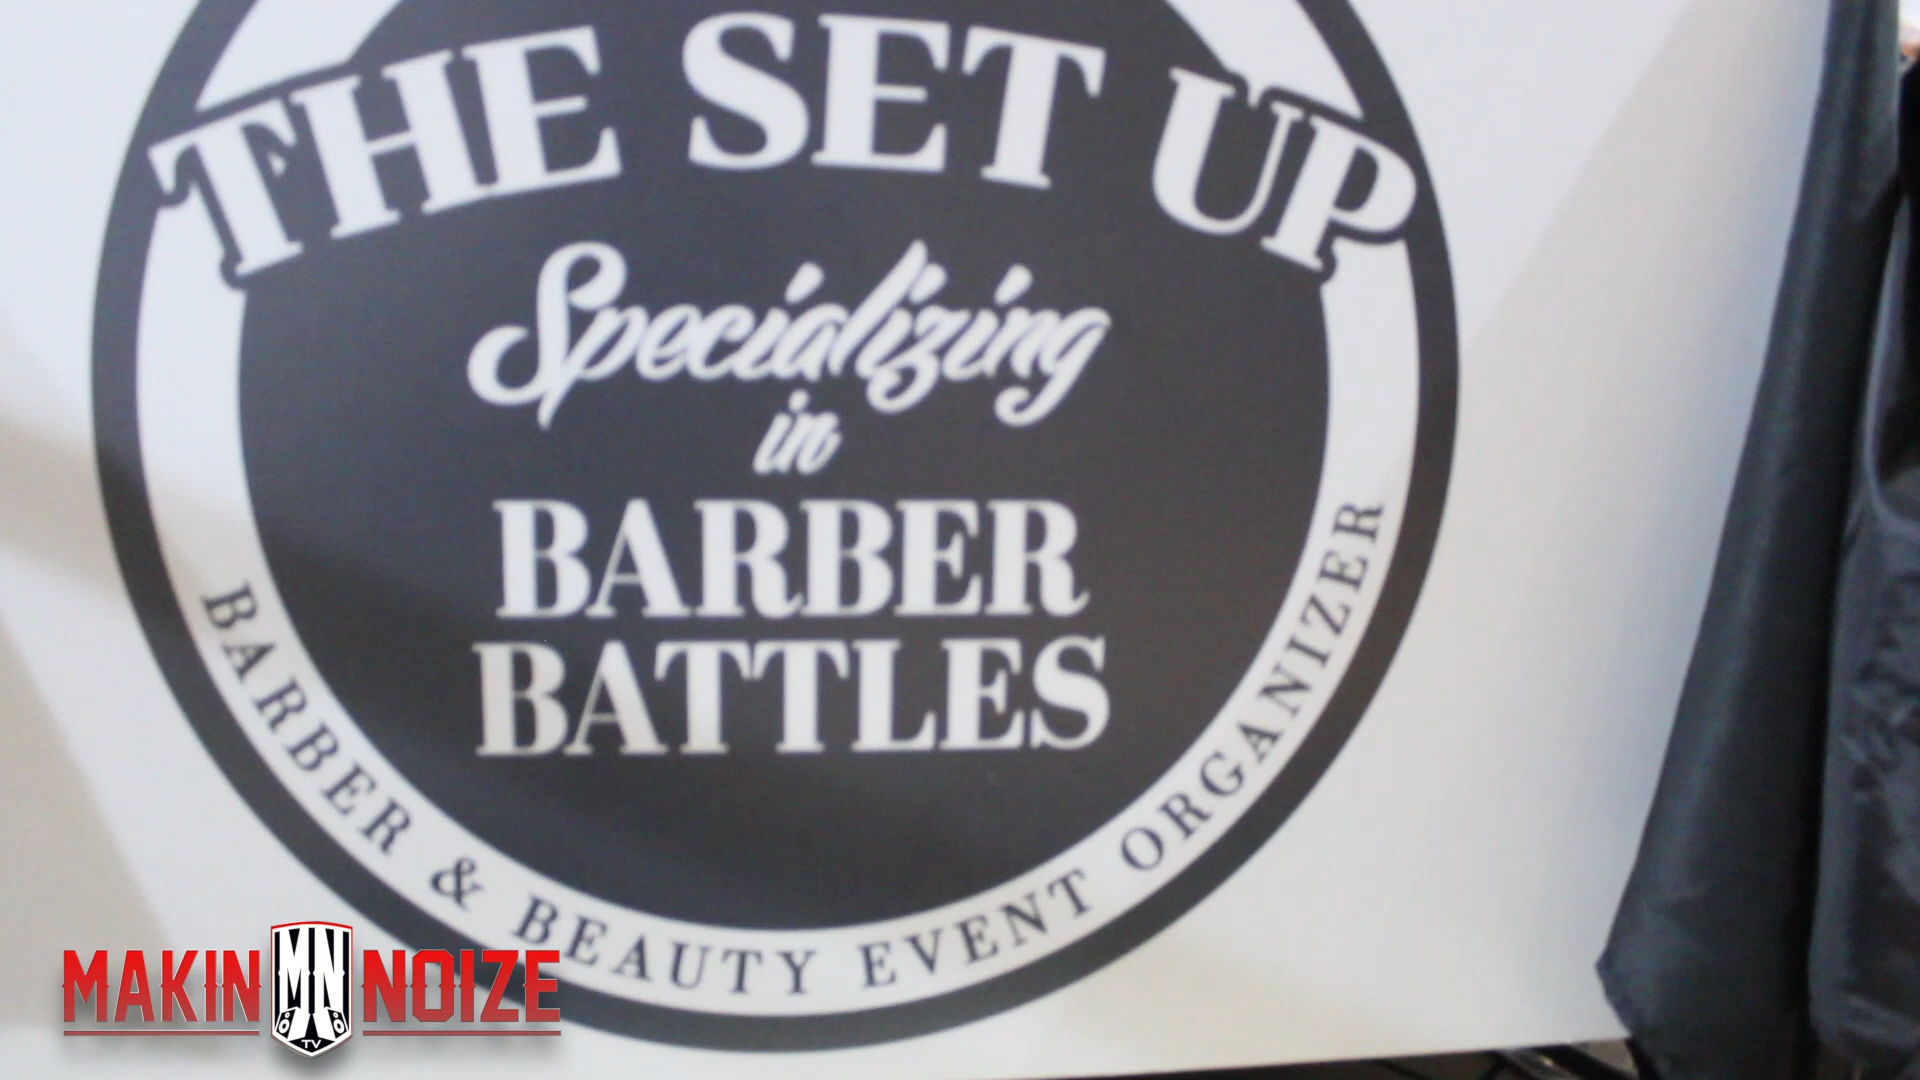 THE SET UP
Specializing
in
BARBER
BATTLES
BARBER & BEAUTY EVENT ORGANIZER
MAKIN MN NOIZE
TV